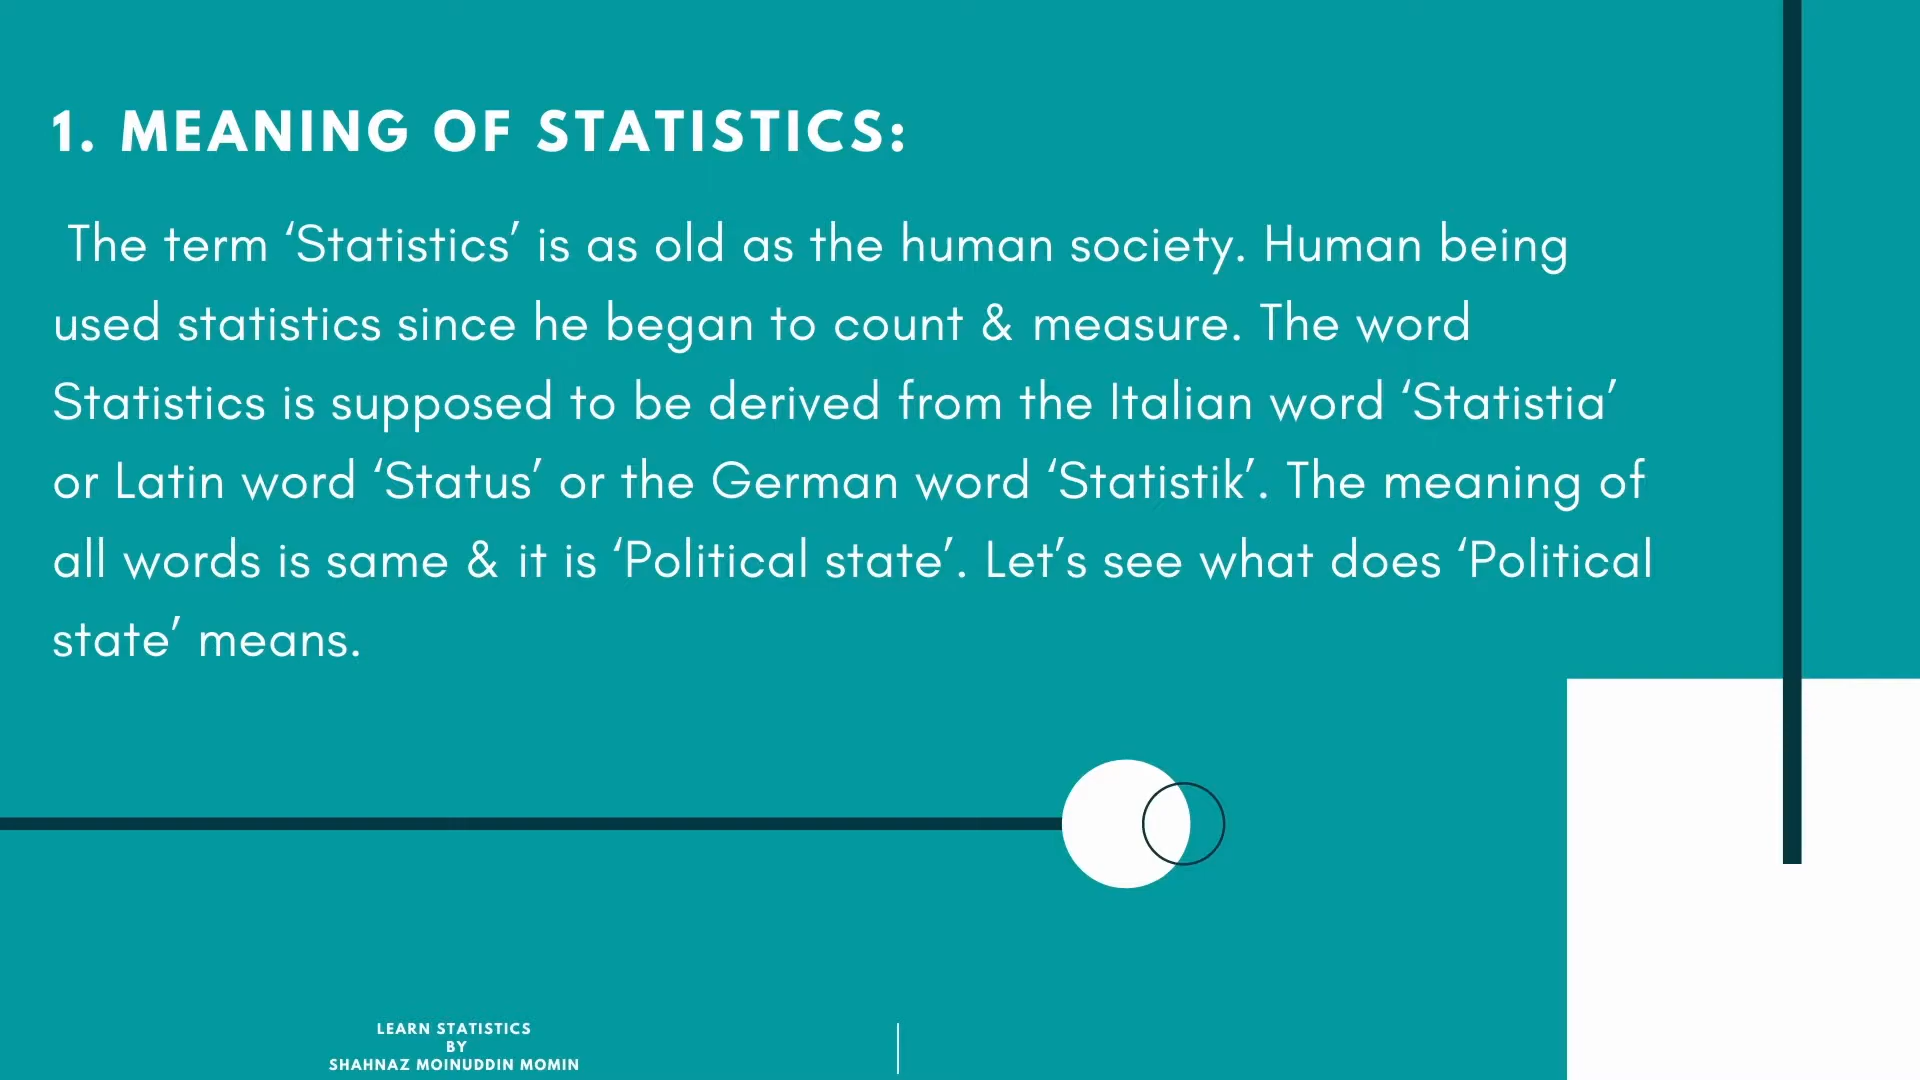 1. MEANING OF STATISTICS:
The term ‘Statistics’ is as old as the human society. Human being
used statistics since he began to count & measure. The word
Statistics is supposed to be derived from the Italian word ‘Statistia’
or Latin word ‘Status’ or the German word ‘Statistik’. The meaning of
all words is same & it is ‘Political state’. Let’s see what does ‘Political
state’ means.
LEARN STATISTICS
BY
SHAHNAZ MOINUDDIN MOMIN